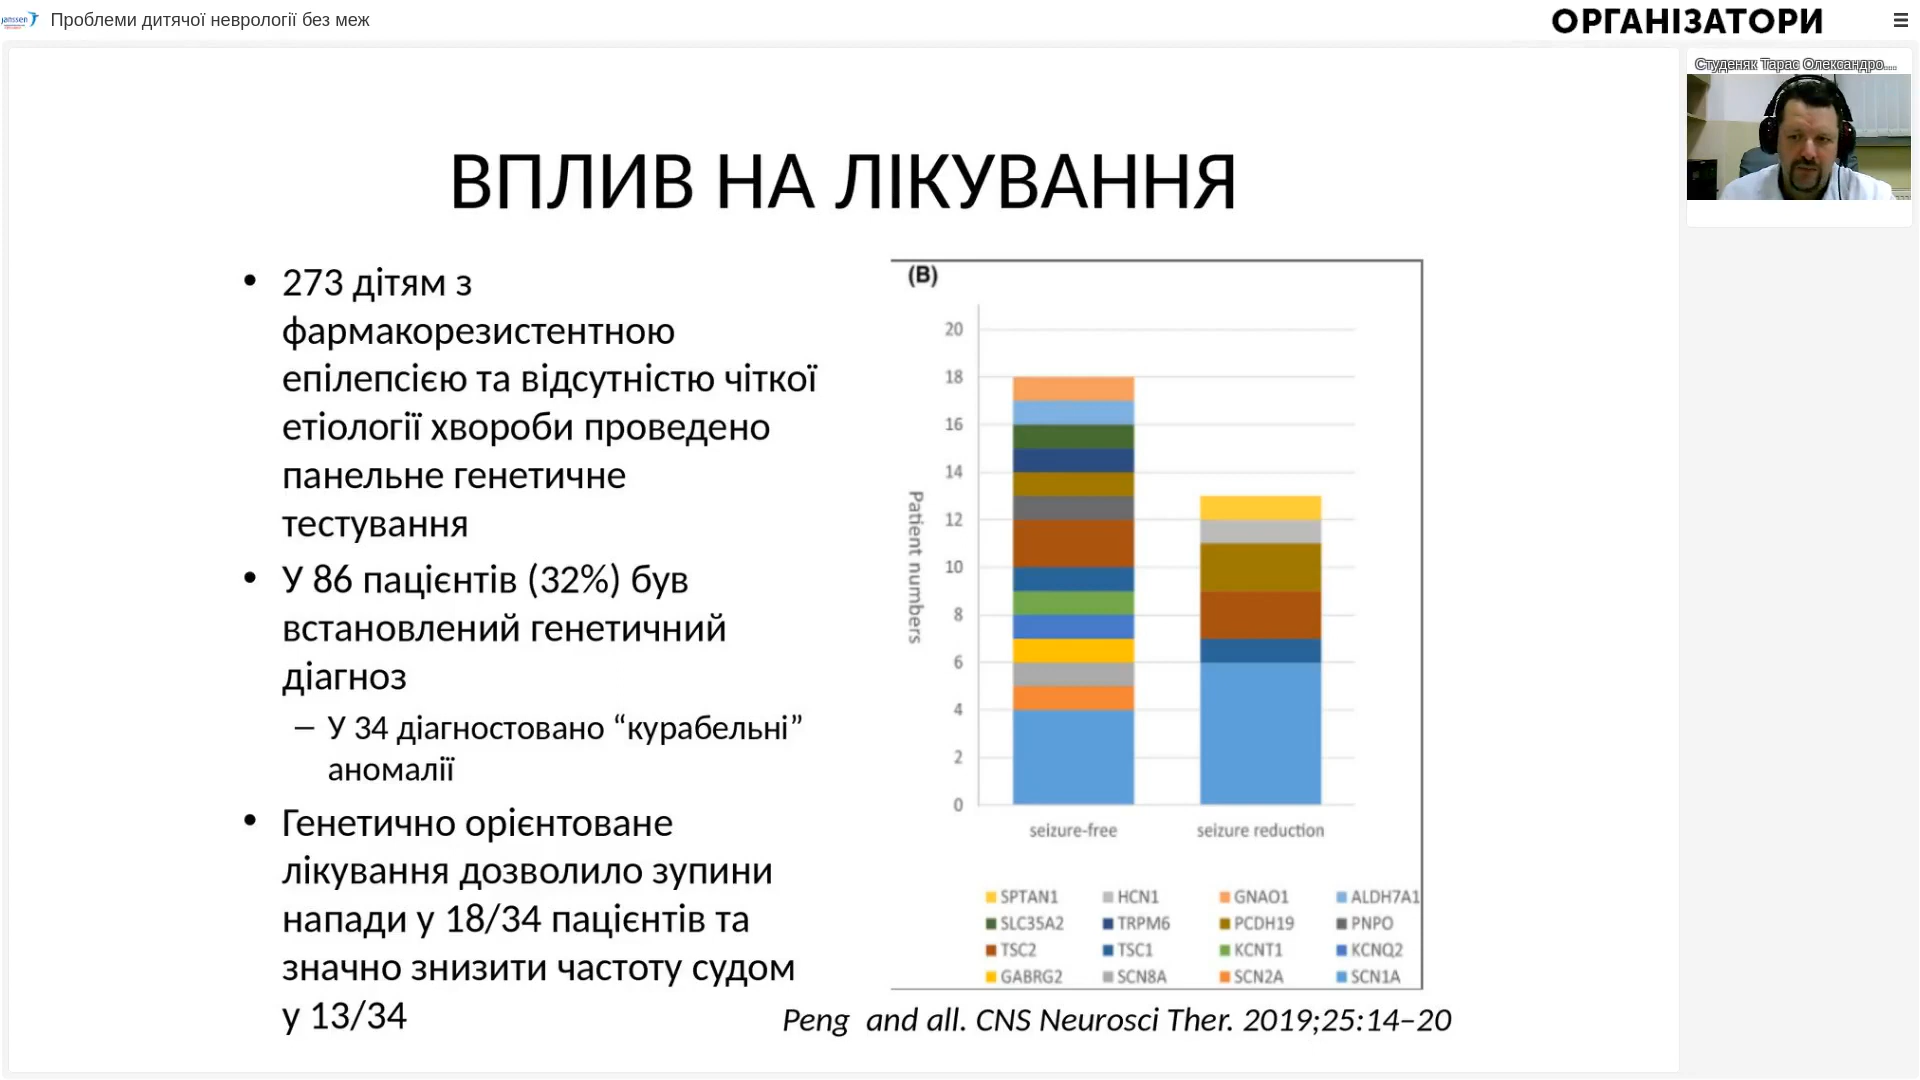 janssen
Проблеми дитячої неврології без меж
ОРГАНІЗАТОРИ
Студеняк Тарас Олександро...
ВПЛИВ НА ЛІКУВАННЯ
• 273 дітям з
фармакорезистентною
епілепсією та відсутністю чіткої
етіології хвороби проведено
панельне генетичне
тестування
• У 86 пацієнтів (32%) був
встановлений генетичний
діагноз
– У 34 діагностовано “курабельні”
аномалії
• Генетично орієнтоване
лікування дозволило зупини
напади у 18/34 пацієнтів та
значно знизити частоту судом
у 13/34
(B)
Patient numbers
20
18
16
14
12
10
8
6
4
2
0
seizure-free seizure reduction
SPTAN1 HCN1 GNAO1 ALDH7A1
SLC35A2 TRPM6 PCDH19 PNPO
TSC2 TSC1 KCNT1 KCNQ2
GABRG2 SCN8A SCN2A SCN1A
Peng and all. CNS Neurosci Ther. 2019;25:14–20